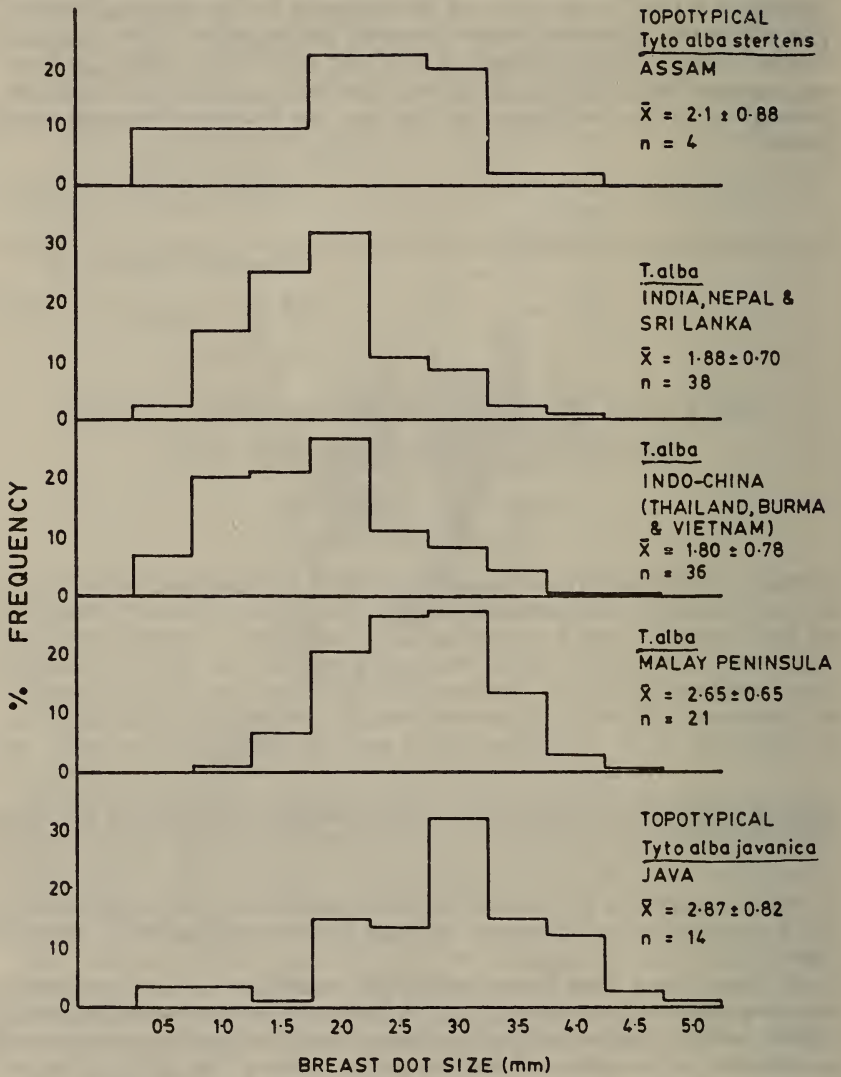 TOPOTYPICAL
Tyto alba stertens
ASSAM
X̄ = 2·1 ± 0·88
n = 4
20
10
0
T.alba
INDIA, NEPAL &
SRI LANKA
X̄ = 1·88 ± 0·70
n = 38
30
20
10
0
T.alba
INDO-CHINA
(THAILAND, BURMA
& VIETNAM)
X̄ = 1·80 ± 0·78
n = 36
20
10
0
T.alba
MALAY PENINSULA
X̄ = 2·65 ± 0·65
n = 21
20
10
0
TOPOTYPICAL
Tyto alba javanica
JAVA
X̄ = 2·87 ± 0·82
n = 14
30
20
10
0
% FREQUENCY
0·5 1·0 1·5 2·0 2·5 3·0 3·5 4·0 4·5 5·0
BREAST DOT SIZE (mm)